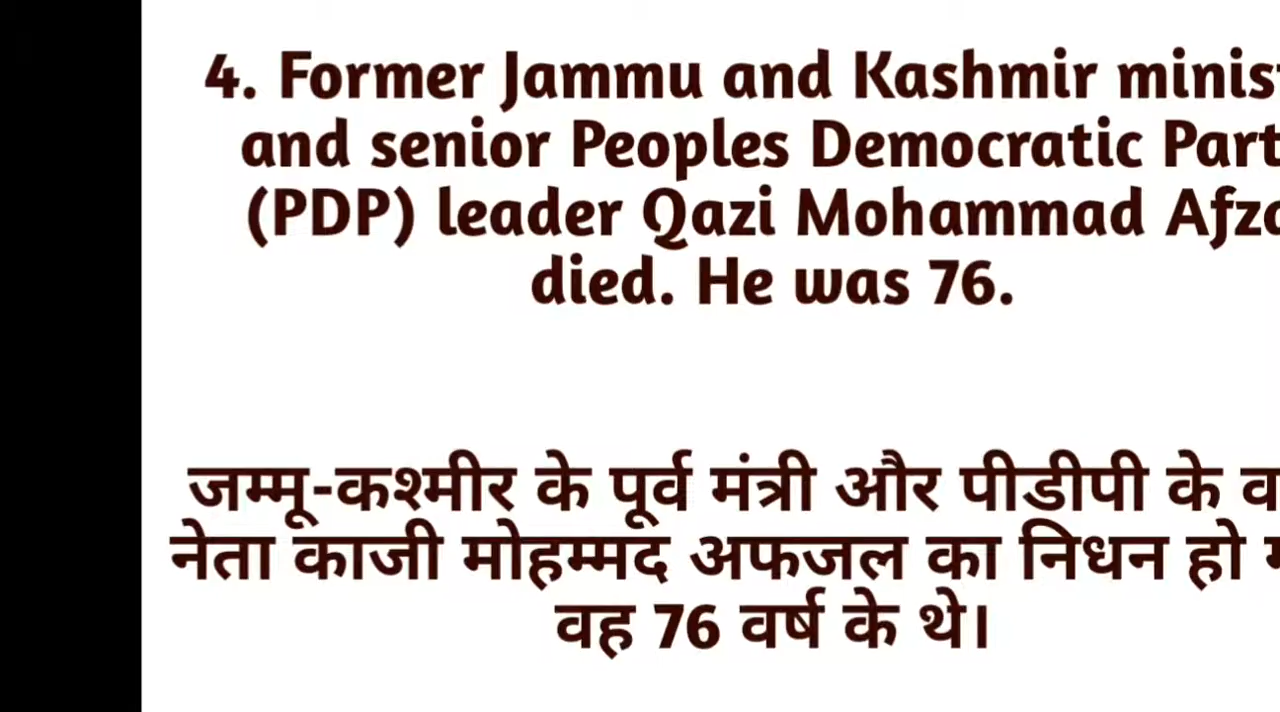 4. Former Jammu and Kashmir
and senior Peoples Democratic
(PDP) leader Qazi Mohammad
died. He was 76.
जम्मू-कश्मीर के पूर्व मंत्री और पीडीपी के
नेता काजी मोहम्मद अफजल का निधन हो
वह 76 वर्ष के थे।